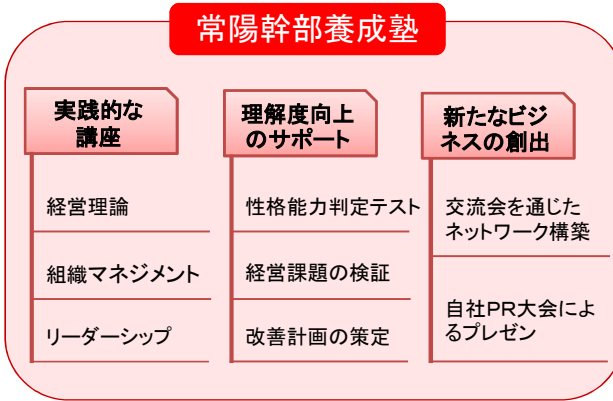 常陽幹部養成塾
実践的な
講座
経営理論
組織マネジメント
リーダーシップ
理解度向上
のサポート
性格能力判定テスト
経営課題の検証
改善計画の策定
新たなビジ
ネスの創出
交流会を通じた
ネットワーク構築
自社PR大会によ
るプレゼン